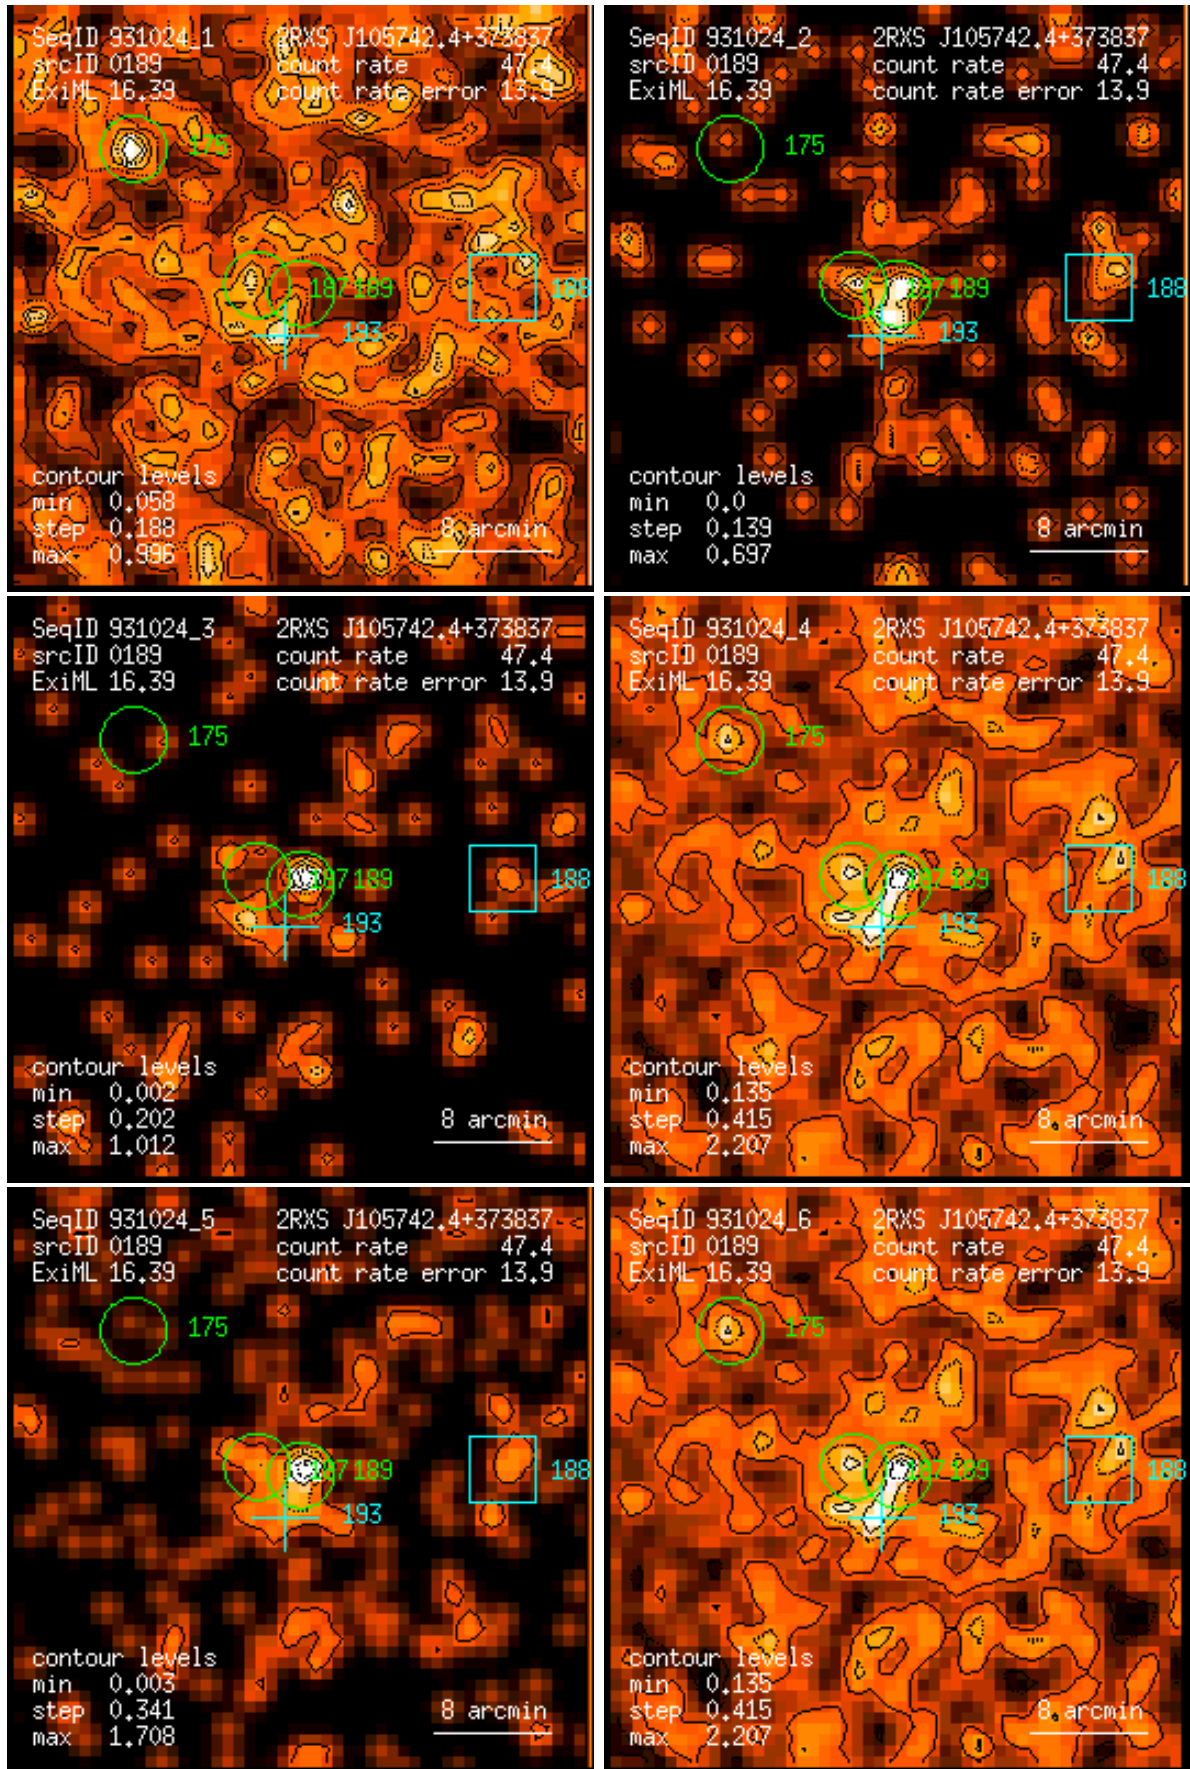 SeqID 931024_1 2RXS J105742.4+373837
srcID 0189 count rate 47.4
ExiML 16.39 count rate error 13.9
175
187 189 188
193
contour levels
min 0.058
step 0.188 8 arcmin
max 0.996
SeqID 931024_2 2RXS J105742.4+373837
srcID 0189 count rate 47.4
ExiML 16.39 count rate error 13.9
175
187 189 188
193
contour levels
min 0.0
step 0.139 8 arcmin
max 0.697
SeqID 931024_3 2RXS J105742.4+373837
srcID 0189 count rate 47.4
ExiML 16.39 count rate error 13.9
175
187 189 188
193
contour levels
min 0.002
step 0.202 8 arcmin
max 1.012
SeqID 931024_4 2RXS J105742.4+373837
srcID 0189 count rate 47.4
ExiML 16.39 count rate error 13.9
175
187 189 188
193
contour levels
min 0.135
step 0.415 8 arcmin
max 2.207
SeqID 931024_5 2RXS J105742.4+373837
srcID 0189 count rate 47.4
ExiML 16.39 count rate error 13.9
175
187 189 188
193
contour levels
min 0.003
step 0.341 8 arcmin
max 1.708
SeqID 931024_6 2RXS J105742.4+373837
srcID 0189 count rate 47.4
ExiML 16.39 count rate error 13.9
175
187 189 188
193
contour levels
min 0.135
step 0.415 8 arcmin
max 2.207